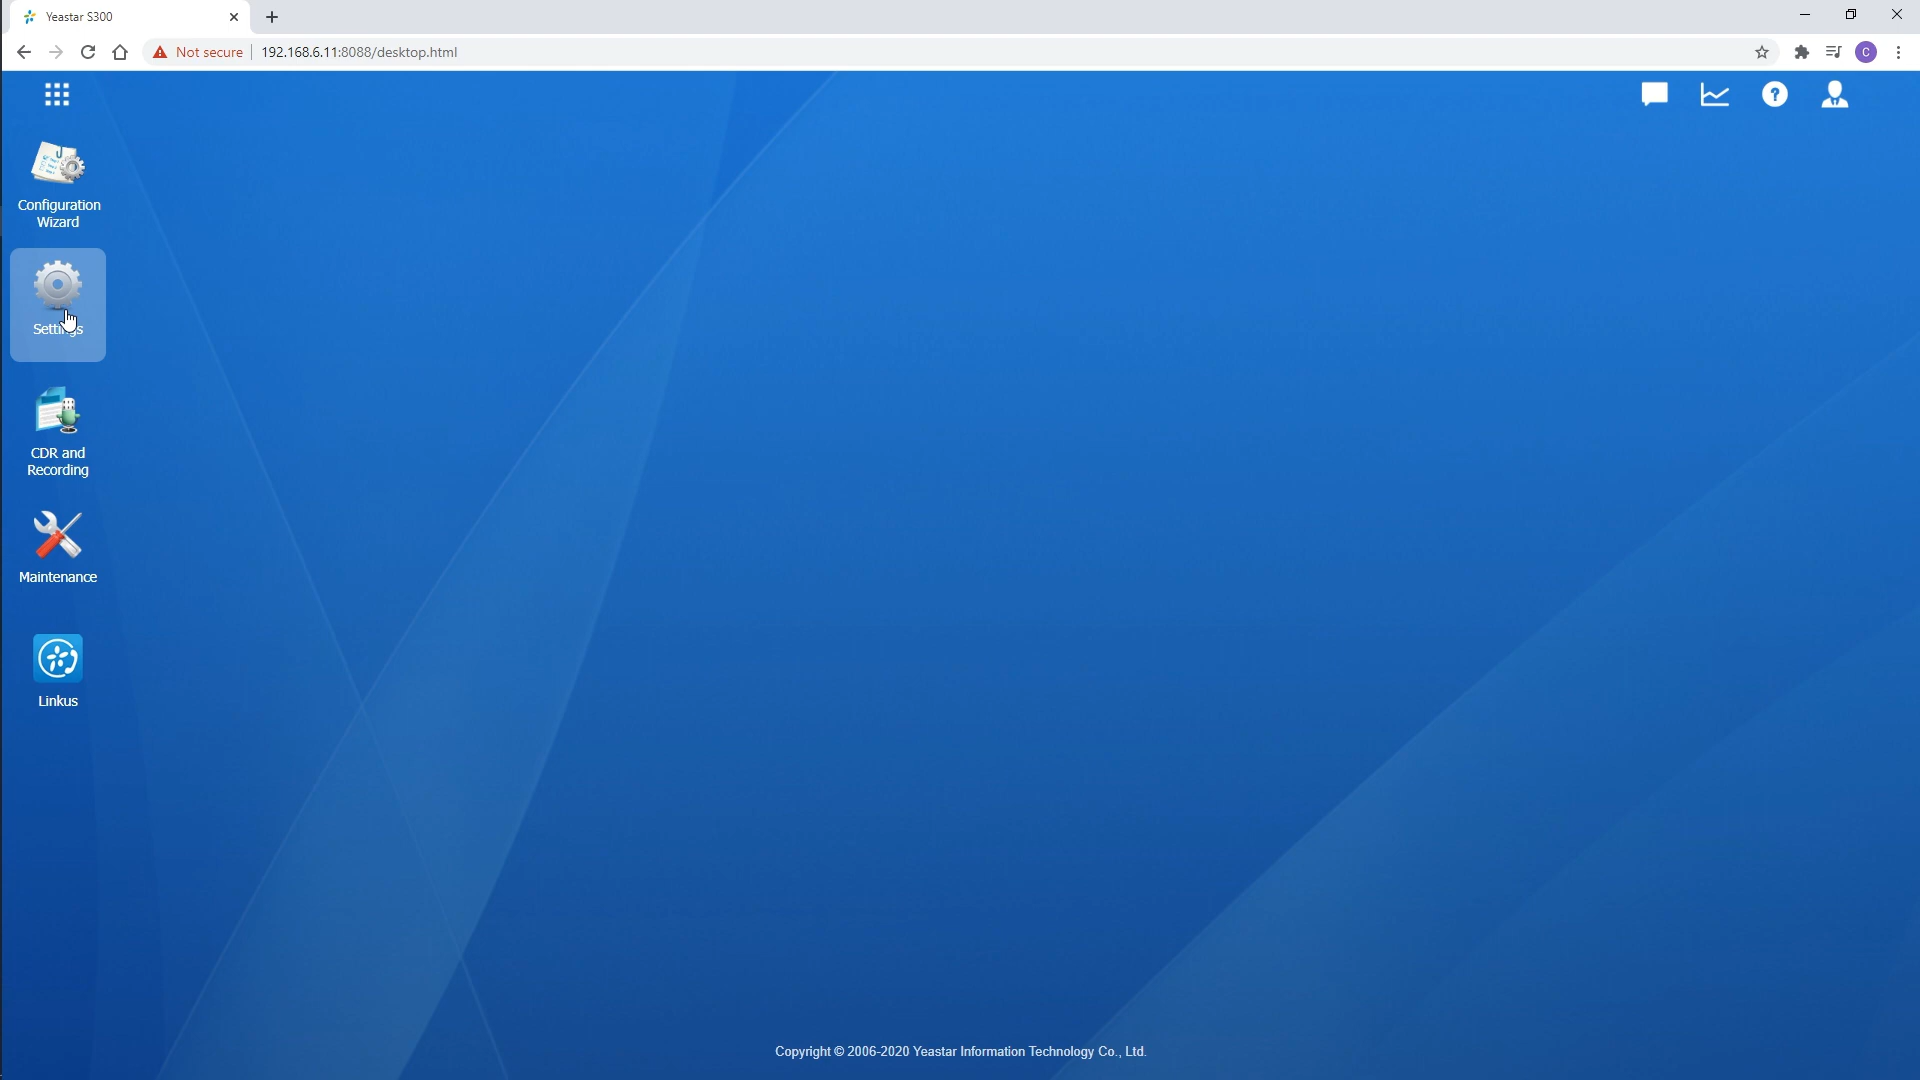 Yeastar S300
Not secure
192.168.6.11:8088/desktop.html
C
Configuration
Wizard
Settings
CDR and
Recording
Maintenance
Linkus
Copyright © 2006-2020 Yeastar Information Technology Co., Ltd.